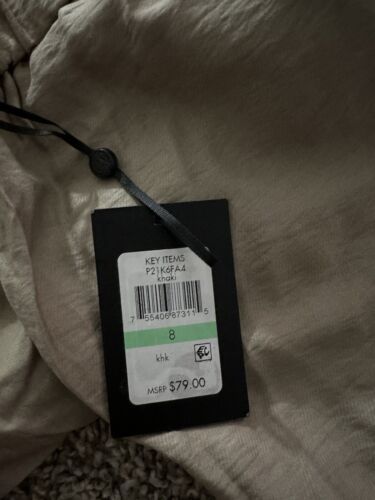 KEY ITEMS
P21K6FA4
khaki
7 55406 87311 5
8
khk
MSRP $79.00